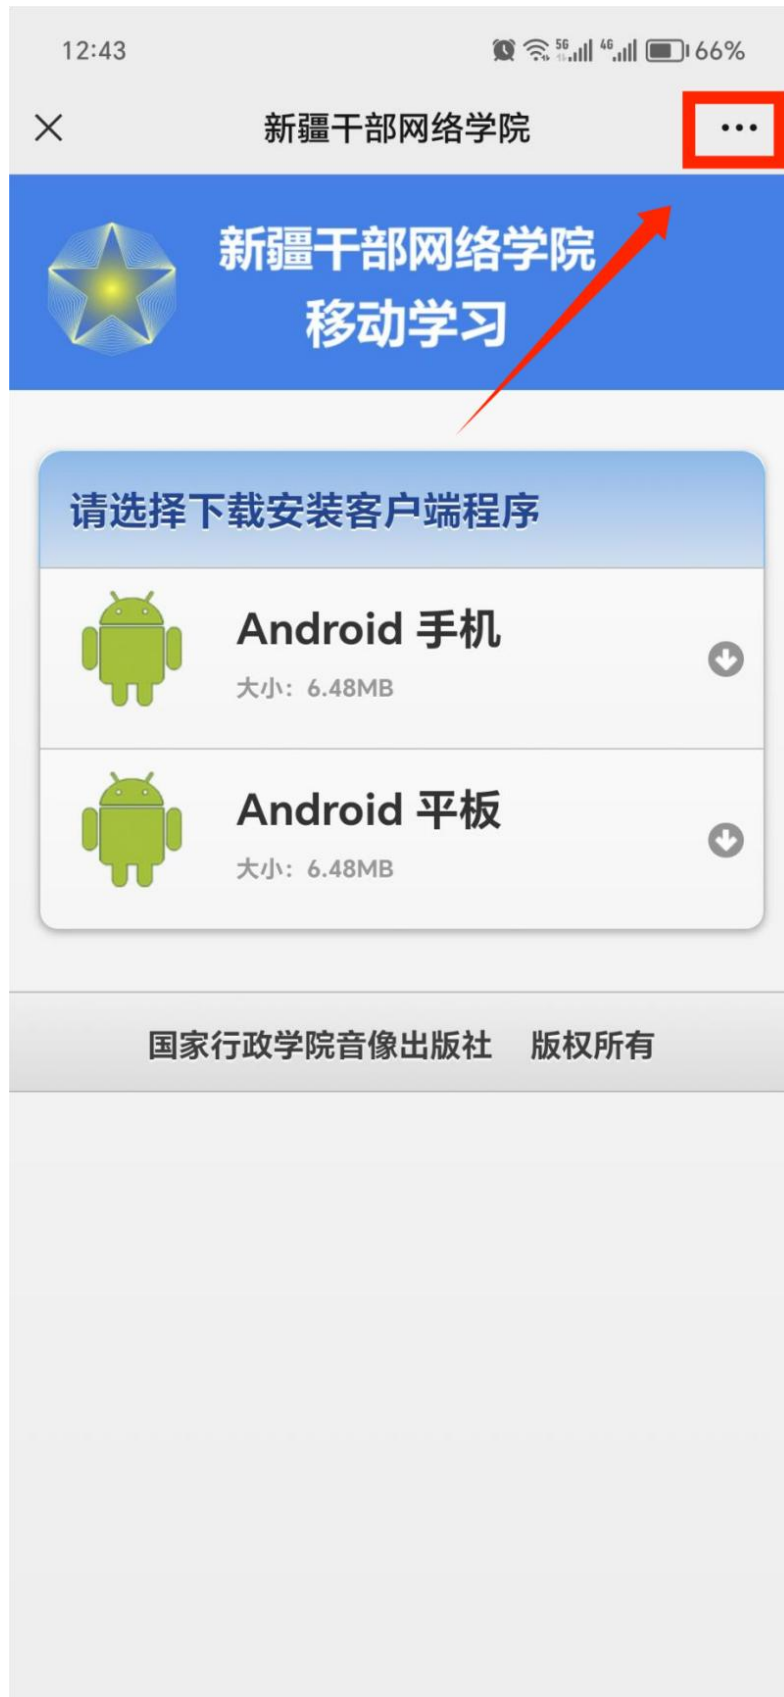 12:43
5G 4G 66%
新疆干部网络学院
新疆干部网络学院
移动学习
请选择下载安装客户端程序
Android 手机
大小：6.48MB
Android 平板
大小：6.48MB
国家行政学院音像出版社 版权所有